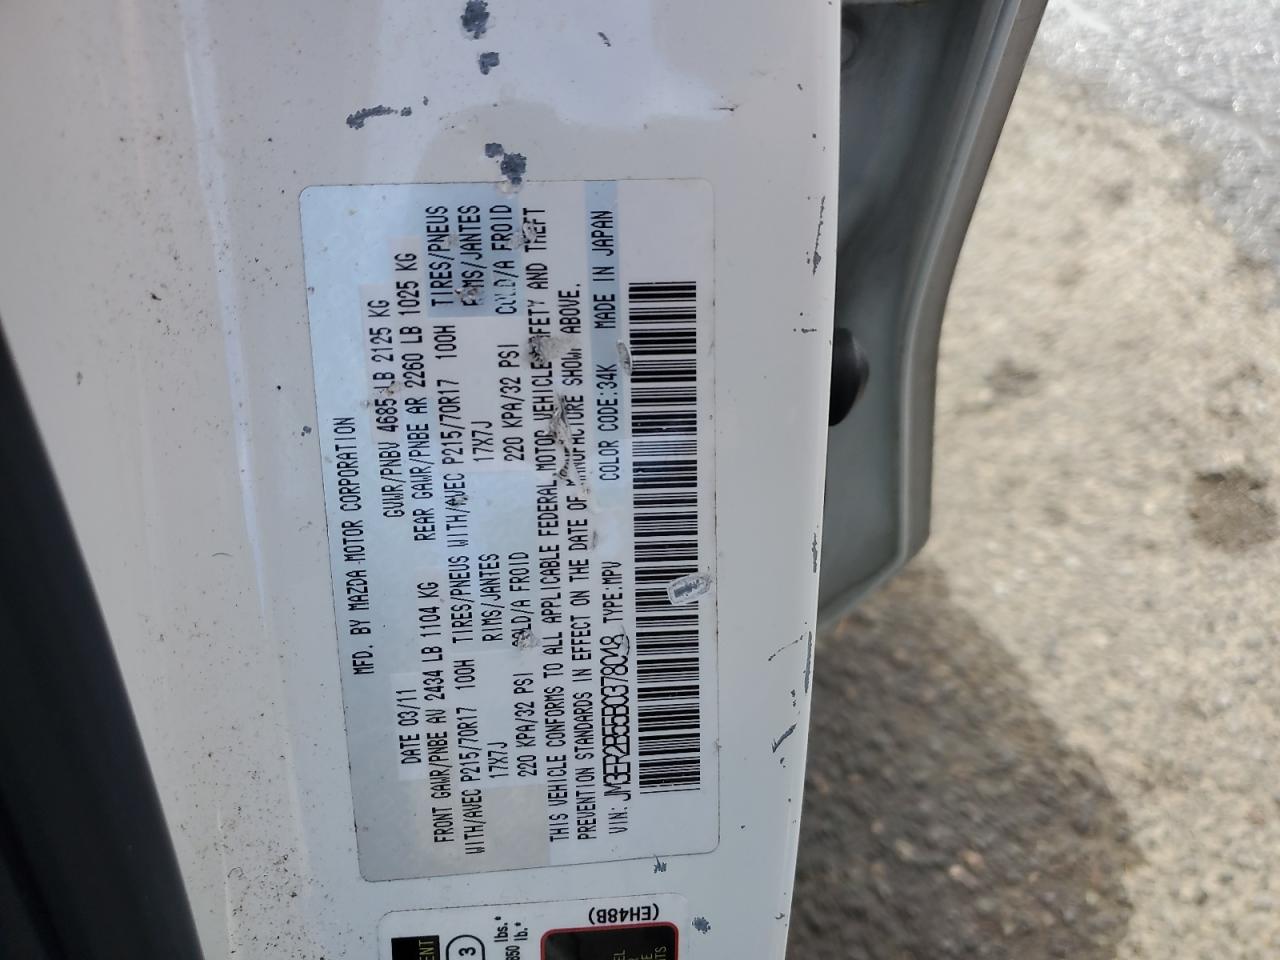 MFD. BY MAZDA MOTOR CORPORATION
DATE 03/11 GVWR/PNBV 4685 LB 2125 KG
FRONT GAWR/PNBE AV 2434 LB 1104 KG REAR GAWR/PNBE AR 2260 LB 1025 KG
WITH/AVEC P215/70R17 100H TIRES/PNEUS WITH/AVEC P215/70R17 100H TIRES/PNEUS
17X7J RIMS/JANTES 17X7J RIMS/JANTES
220 KPA/32 PSI COLD/A FROID 220 KPA/32 PSI COLD/A FROID
THIS VEHICLE CONFORMS TO ALL APPLICABLE FEDERAL MOTOR VEHICLE SAFETY AND THEFT
PREVENTION STANDARDS IN EFFECT ON THE DATE OF MANUFACTURE SHOWN ABOVE.
VIN: JM3ER2B55B0378048 TYPE:MPV COLOR CODE:34K MADE IN JAPAN
(EH48B)
3
lbs.*
lb.*